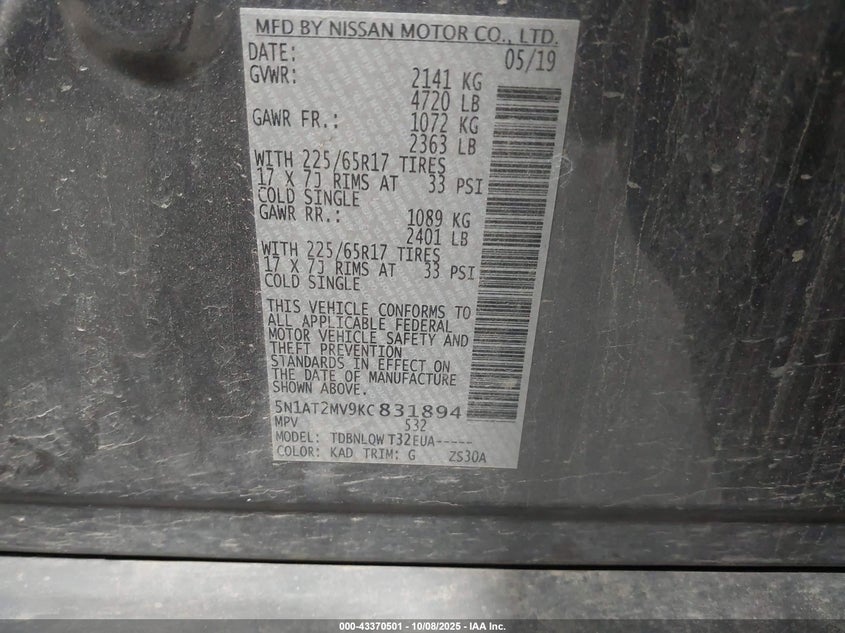 MFD BY NISSAN MOTOR CO., LTD.
DATE: 05/19
GVWR: 2141 KG
4720 LB
GAWR FR.: 1072 KG
2363 LB
WITH 225/65R17 TIRES
17 X 7J RIMS AT 33 PSI
COLD SINGLE
GAWR RR.: 1089 KG
2401 LB
WITH 225/65R17 TIRES
17 X 7J RIMS AT 33 PSI
COLD SINGLE
THIS VEHICLE CONFORMS TO
ALL APPLICABLE FEDERAL
MOTOR VEHICLE SAFETY AND
THEFT PREVENTION
STANDARDS IN EFFECT ON
THE DATE OF MANUFACTURE
SHOWN ABOVE.
5N1AT2MV9KC831894
MPV 532
MODEL: TDBNLQW T32EUA-----
COLOR: KAD TRIM: G ZS30A
000-43370501 | 10/08/2025 - IAA Inc.